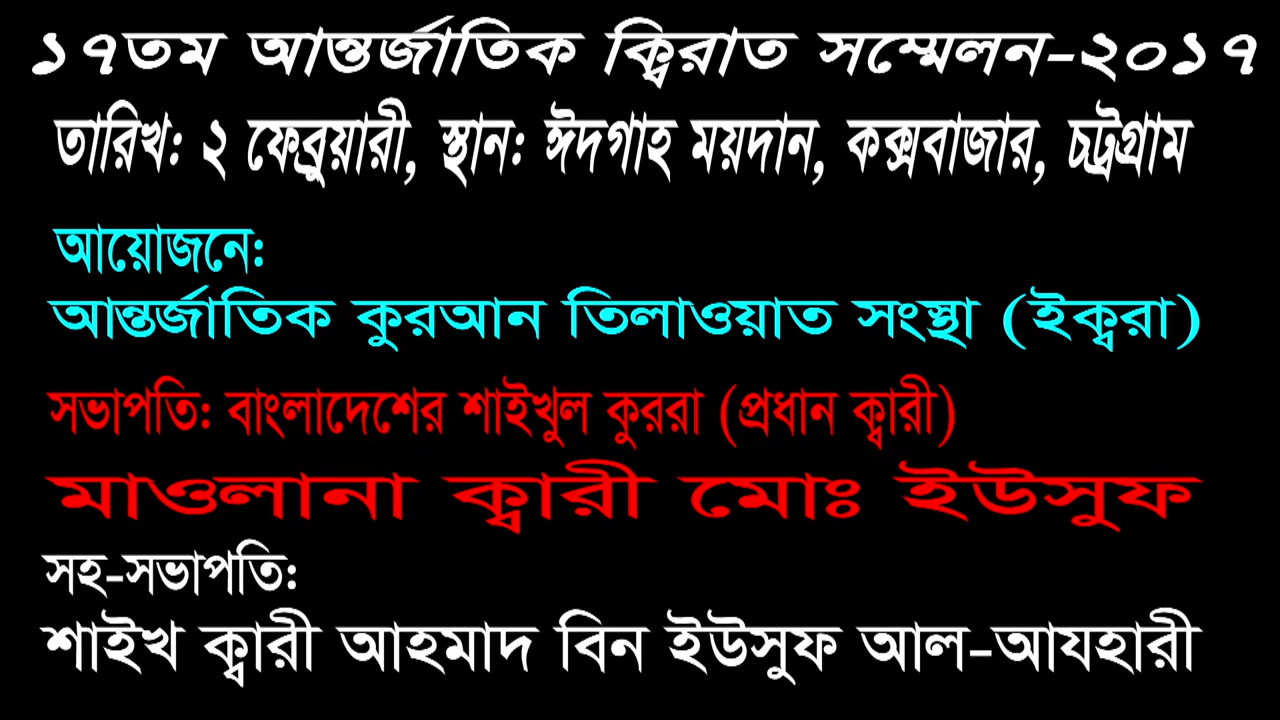 ১৭তম আন্তর্জাতিক ক্বিরাত সম্মেলন-২০১৭
তারিখ: ২ ফেব্রুয়ারী, স্থান: ঈদগাহ ময়দান, কক্সবাজার, চট্রগ্রাম
আয়োজনে:
আন্তর্জাতিক কুরআন তিলাওয়াত সংস্থা (ইক্বরা)
সভাপতি: বাংলাদেশের শাইখুল কুররা (প্রধান ক্বারী)
মাওলানা ক্বারী মোঃ ইউসুফ
সহ-সভাপতি:
শাইখ ক্বারী আহমাদ বিন ইউসুফ আল-আযহারী